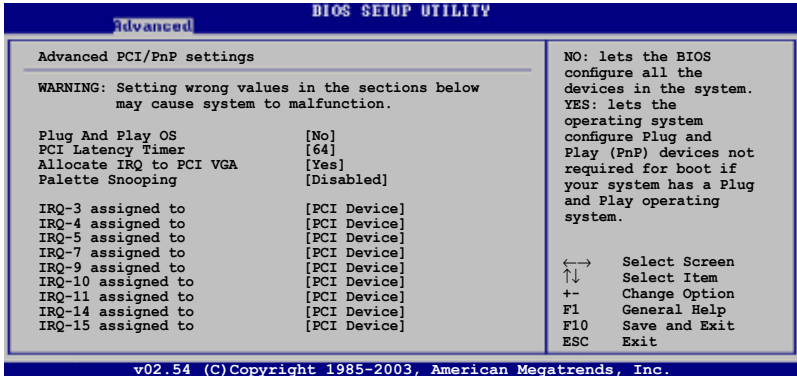 BIOS SETUP UTILITY
Advanced
Advanced PCI/PnP settings
WARNING: Setting wrong values in the sections below
may cause system to malfunction.
Plug And Play OS [No]
PCI Latency Timer [64]
Allocate IRQ to PCI VGA [Yes]
Palette Snooping [Disabled]
IRQ-3 assigned to [PCI Device]
IRQ-4 assigned to [PCI Device]
IRQ-5 assigned to [PCI Device]
IRQ-7 assigned to [PCI Device]
IRQ-9 assigned to [PCI Device]
IRQ-10 assigned to [PCI Device]
IRQ-11 assigned to [PCI Device]
IRQ-14 assigned to [PCI Device]
IRQ-15 assigned to [PCI Device]
NO: lets the BIOS
configure all the
devices in the system.
YES: lets the
operating system
configure Plug and
Play (PnP) devices not
required for boot if
your system has a Plug
and Play operating
system.
←→ Select Screen
↑↓ Select Item
+- Change Option
F1 General Help
F10 Save and Exit
ESC Exit
v02.54 (C)Copyright 1985-2003, American Megatrends, Inc.